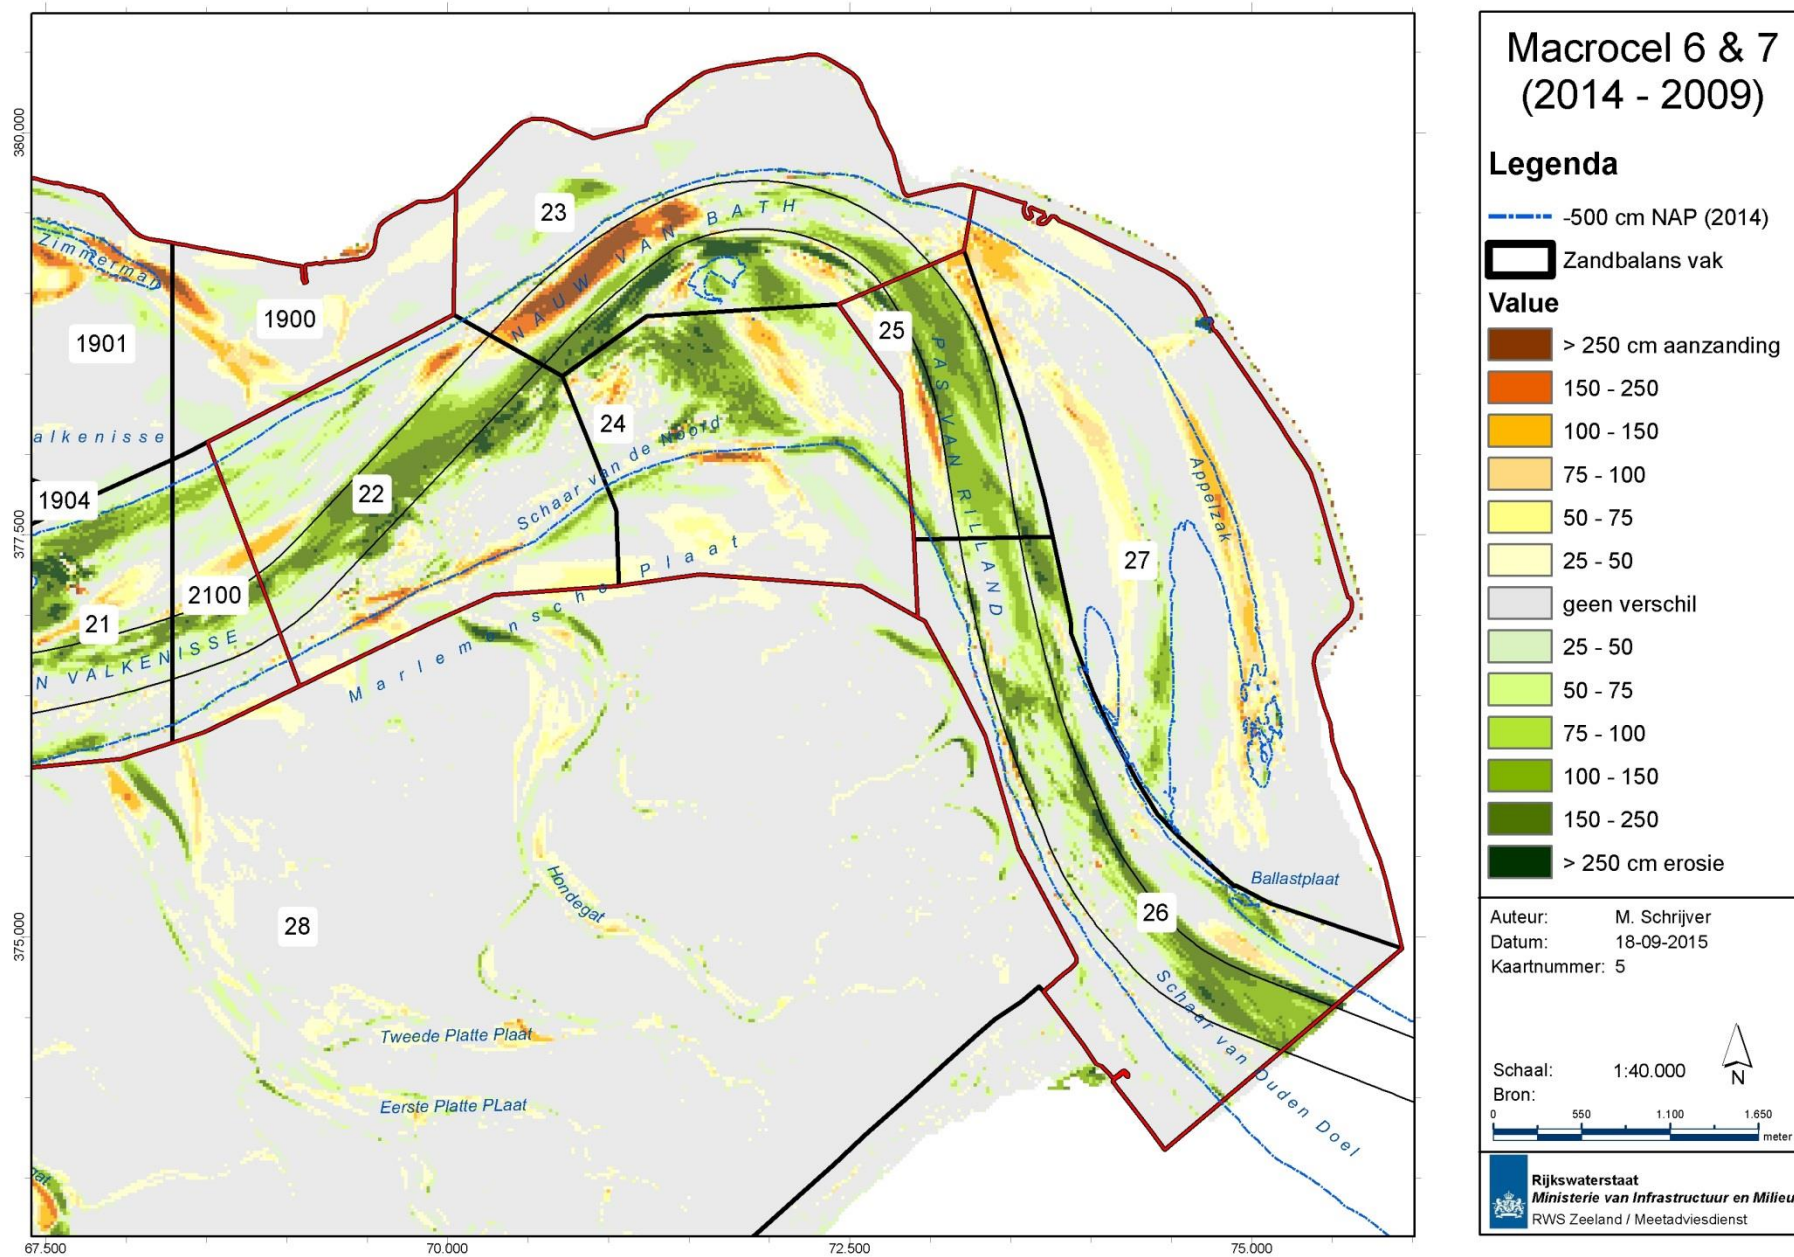 Macrocel 6 & 7
(2014 - 2009)
Legenda
-500 cm NAP (2014)
Zandbalans vak
Value
> 250 cm aanzanding
150 - 250
100 - 150
75 - 100
50 - 75
25 - 50
geen verschil
25 - 50
50 - 75
75 - 100
100 - 150
150 - 250
> 250 cm erosie
Auteur: M. Schrijver
Datum: 18-09-2015
Kaartnummer: 5
Schaal: 1:40.000
N
Bron:
0 550 1.100 1.650
meter
Rijkswaterstaat
Ministerie van Infrastructuur en Milieu
RWS Zeeland / Meetadviesdienst
380.000
377.500
375.000
67.500
70.000
72.500
75.000
Zimmerman
1901
1900
23
NAUW VAN BATH
25
24
alkenisse
1904
22
Schaar van de Noord
PAS VAN RILLAND
Appelzak
27
2100
21
N VALKENISSE
Marlemensche Plaat
Hondegat
28
26
Ballastplaat
Schaar van Ouden Doel
Tweede Platte Plaat
Eerste Platte PLaat
gat